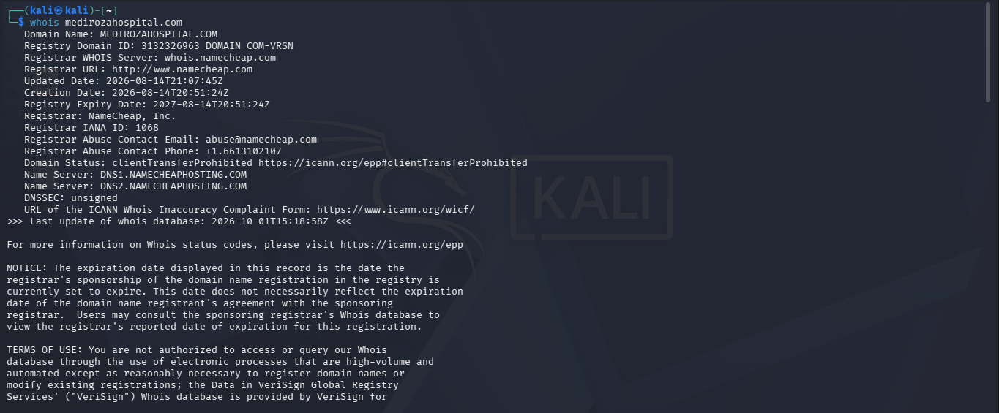 ┌──(kali㉿kali)-[~]
└─$ whois medirozahospital.com
   Domain Name: MEDIROZAHOSPITAL.COM
   Registry Domain ID: 3132326963_DOMAIN_COM-VRSN
   Registrar WHOIS Server: whois.namecheap.com
   Registrar URL: http://www.namecheap.com
   Updated Date: 2026-08-14T21:07:45Z
   Creation Date: 2026-08-14T20:51:24Z
   Registry Expiry Date: 2027-08-14T20:51:24Z
   Registrar: NameCheap, Inc.
   Registrar IANA ID: 1068
   Registrar Abuse Contact Email: abuse@namecheap.com
   Registrar Abuse Contact Phone: +1.6613102107
   Domain Status: clientTransferProhibited https://icann.org/epp#clientTransferProhibited
   Name Server: DNS1.NAMECHEAPHOSTING.COM
   Name Server: DNS2.NAMECHEAPHOSTING.COM
   DNSSEC: unsigned
   URL of the ICANN Whois Inaccuracy Complaint Form: https://www.icann.org/wicf/
>>> Last update of whois database: 2026-10-01T15:18:58Z <<<
For more information on Whois status codes, please visit https://icann.org/epp
NOTICE: The expiration date displayed in this record is the date the
registrar's sponsorship of the domain name registration in the registry is
currently set to expire. This date does not necessarily reflect the expiration
date of the domain name registrant's agreement with the sponsoring
registrar.  Users may consult the sponsoring registrar's Whois database to
view the registrar's reported date of expiration for this registration.
TERMS OF USE: You are not authorized to access or query our Whois
database through the use of electronic processes that are high-volume and
automated except as reasonably necessary to register domain names or
modify existing registrations; the Data in VeriSign Global Registry
Services' ("VeriSign") Whois database is provided by VeriSign for
KALI